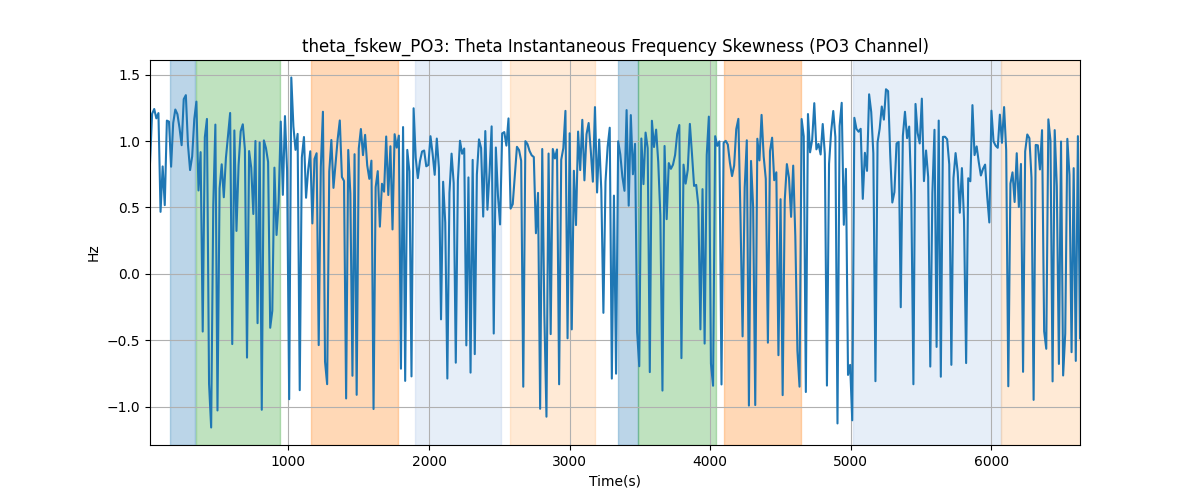 theta_fskew_PO3: Theta Instantaneous Frequency Skewness (PO3 Channel)
1.5
1.0
0.5
0.0
−0.5
−1.0
Hz
1000 2000 3000 4000 5000 6000
Time(s)